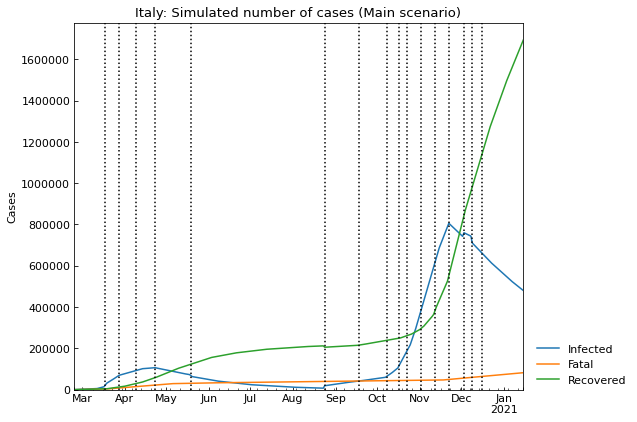 Italy: Simulated number of cases (Main scenario)
1600000
1400000
1200000
1000000
800000
600000
400000
200000
0
Cases
Mar Apr May Jun Jul Aug Sep Oct Nov Dec Jan
2021
Infected
Fatal
Recovered